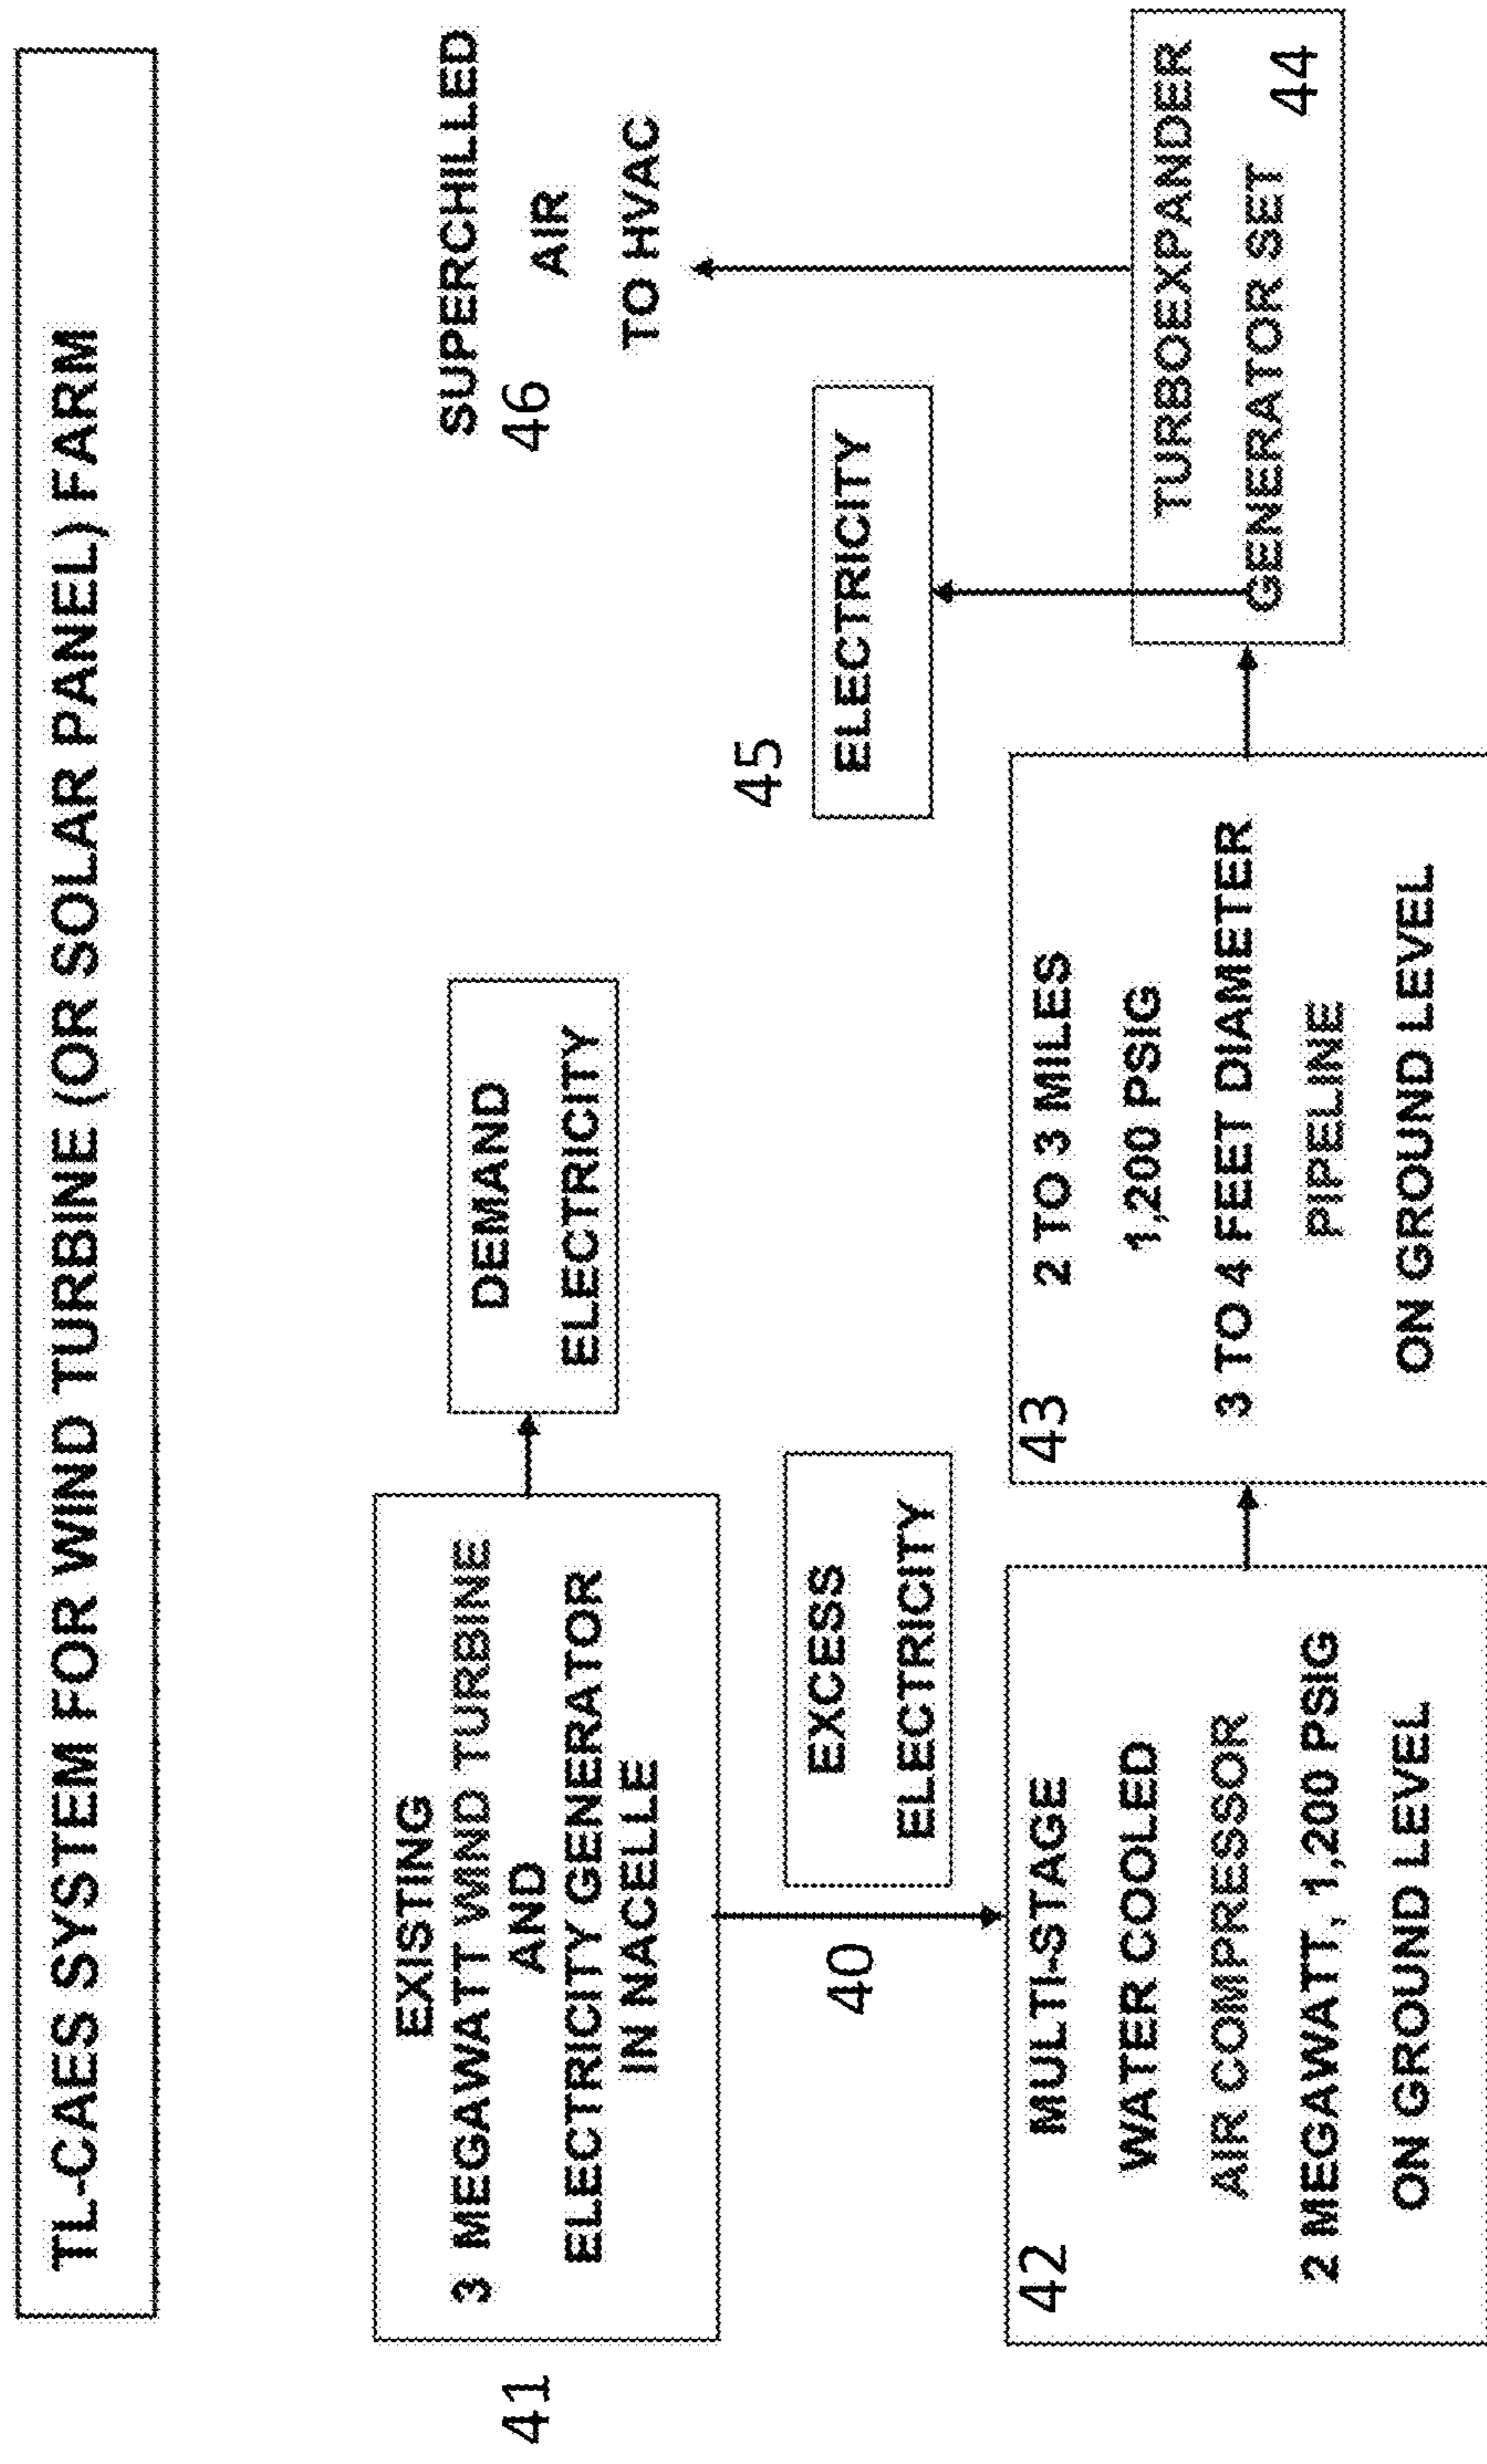 TL-CAES SYSTEM FOR WIND TURBINE (OR SOLAR PANEL) FARM
41
EXISTING
3 MEGAWATT WIND TURBINE
AND
ELECTRICITY GENERATOR
IN NACELLE
DEMAND
ELECTRICITY
SUPERCHILLED
46 AIR
TO HVAC
40
EXCESS
ELECTRICITY
45
ELECTRICITY
42 MULTI-STAGE
WATER COOLED
AIR COMPRESSOR
2 MEGAWATT, 1,200 PSIG
ON GROUND LEVEL
43 2 TO 3 MILES
1,200 PSIG
3 TO 4 FEET DIAMETER
PIPELINE
ON GROUND LEVEL
TURBOEXPANDER
GENERATOR SET
44